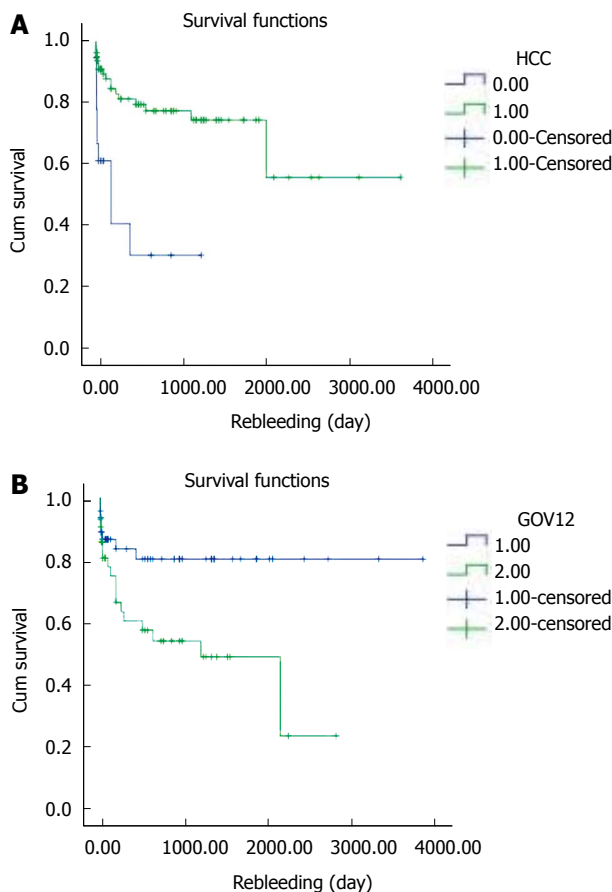 A
Survival functions
HCC
0.00
1.00
0.00-Censored
1.00-Censored
Cum survival
1.0
0.8
0.6
0.4
0.2
0.0
0.00 1000.00 2000.00 3000.00 4000.00
Rebleeding (day)
B
Survival functions
GOV12
1.00
2.00
1.00-censored
2.00-censored
Cum survival
1.0
0.8
0.6
0.4
0.2
0.0
0.00 1000.00 2000.00 3000.00 4000.00
Rebleeding (day)